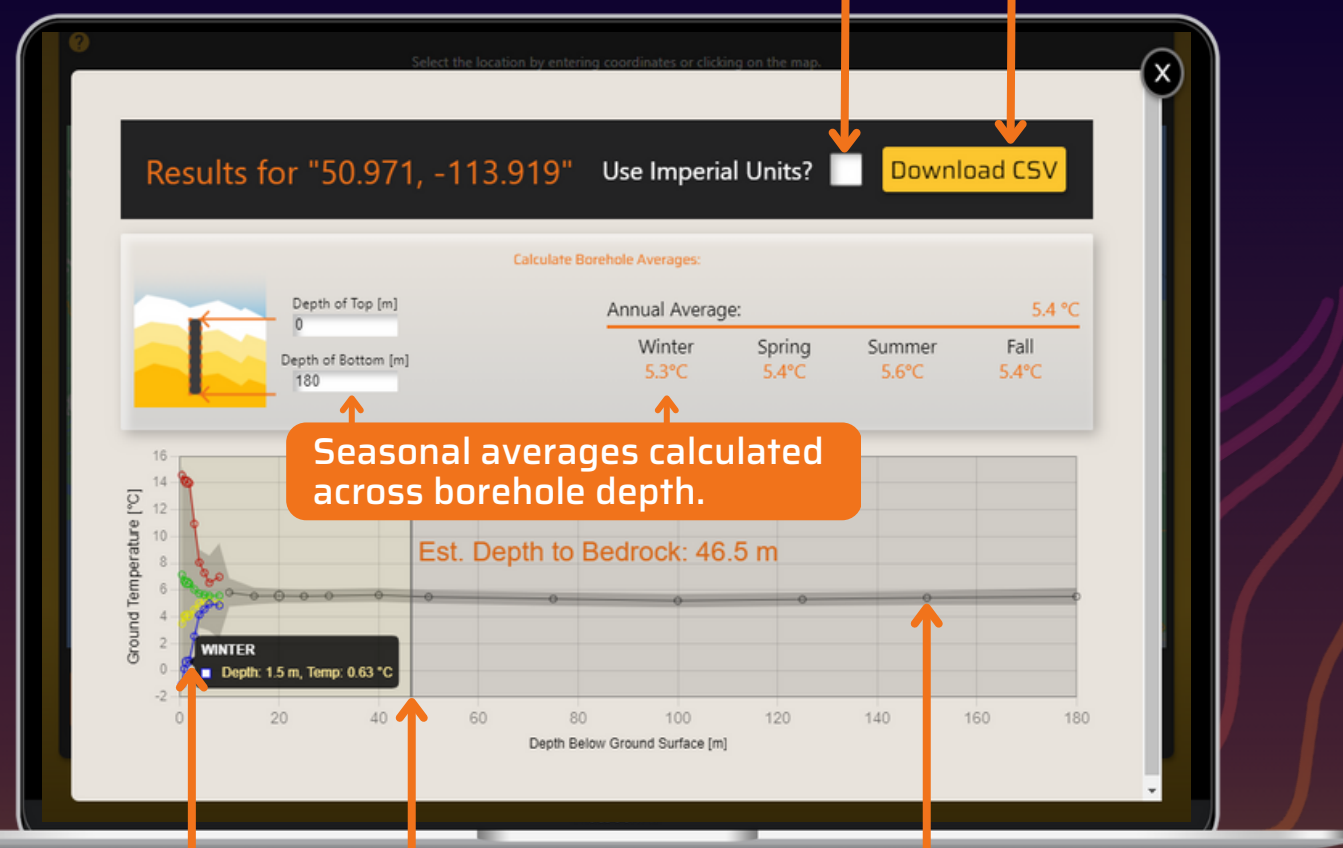 ?
Select the location by entering coordinates or clicking on the map.
X
Results for "50.971, -113.919"
Use Imperial Units?
Download CSV
Calculate Borehole Averages:
Depth of Top [m]
0
Depth of Bottom [m]
180
Annual Average: 5.4 °C
Winter Spring Summer Fall
5.3°C 5.4°C 5.6°C 5.4°C
Seasonal averages calculated
across borehole depth.
Ground Temperature [°C]
16
14
12
10
8
6
4
2
0
-2
Est. Depth to Bedrock: 46.5 m
WINTER
Depth: 1.5 m, Temp: 0.63 °C
0 20 40 60 80 100 120 140 160 180
Depth Below Ground Surface [m]